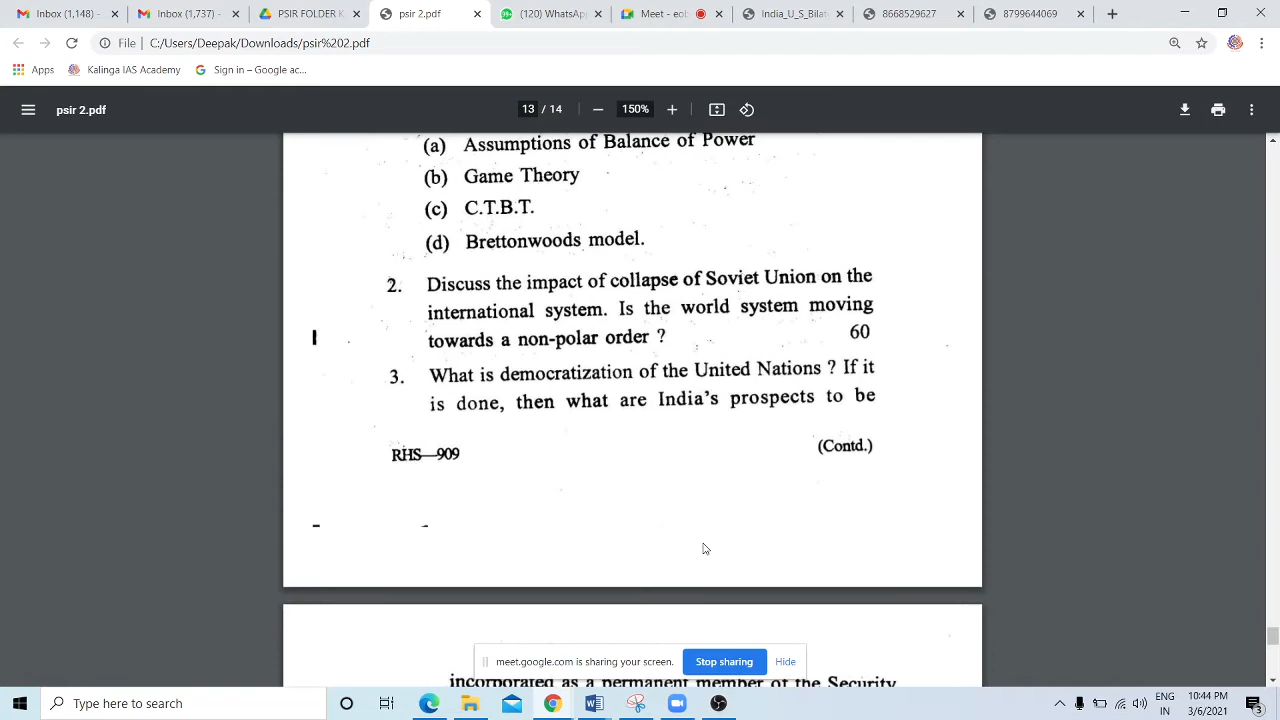 Inbox (1,7
Inbox (1,737) -
PSIR FOLDER K
psir 2.pdf
(120) WhatsAp
Meet - eob
India_U_S_Bilat
8668529627
8799644069
File | C:/Users/Deepak/Downloads/psir%202.pdf
Apps
Kalinga IAS Academy
Sign in – Google ac...
psir 2.pdf
13 / 14
150%
(a) Assumptions of Balance of Power
(b) Game Theory
(c) C.T.B.T.
(d) Brettonwoods model.
2. Discuss the impact of collapse of Soviet Union on the
international system. Is the world system moving
towards a non-polar order ? 60
3. What is democratization of the United Nations ? If it
is done, then what are India's prospects to be
RHS—909 (Contd.)
meet.google.com is sharing your screen. Stop sharing Hide
incorporated as a permanent member of the Security
Type here to search
ENG
IN
10:44 PM
3/6/2021
3